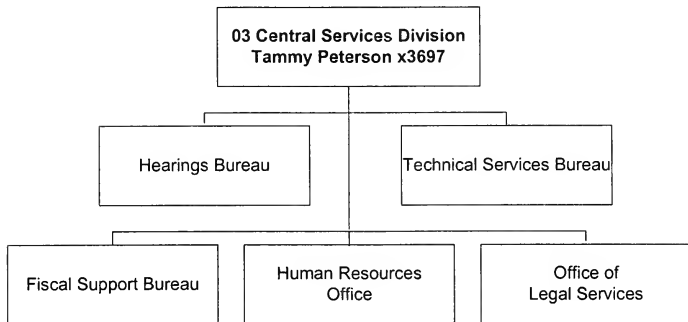 03 Central Services Division
Tammy Peterson x3697
Hearings Bureau
Technical Services Bureau
Fiscal Support Bureau
Human Resources
Office
Office of
Legal Services